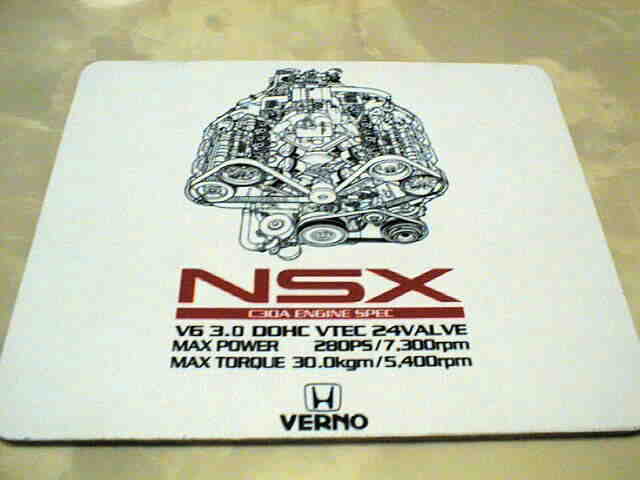 NSX
C30A ENGINE SPEC
V6 3.0 DOHC VTEC 24VALVE
MAX POWER 280PS/7,300rpm
MAX TORQUE 30.0kgm/5,400rpm
VERNO